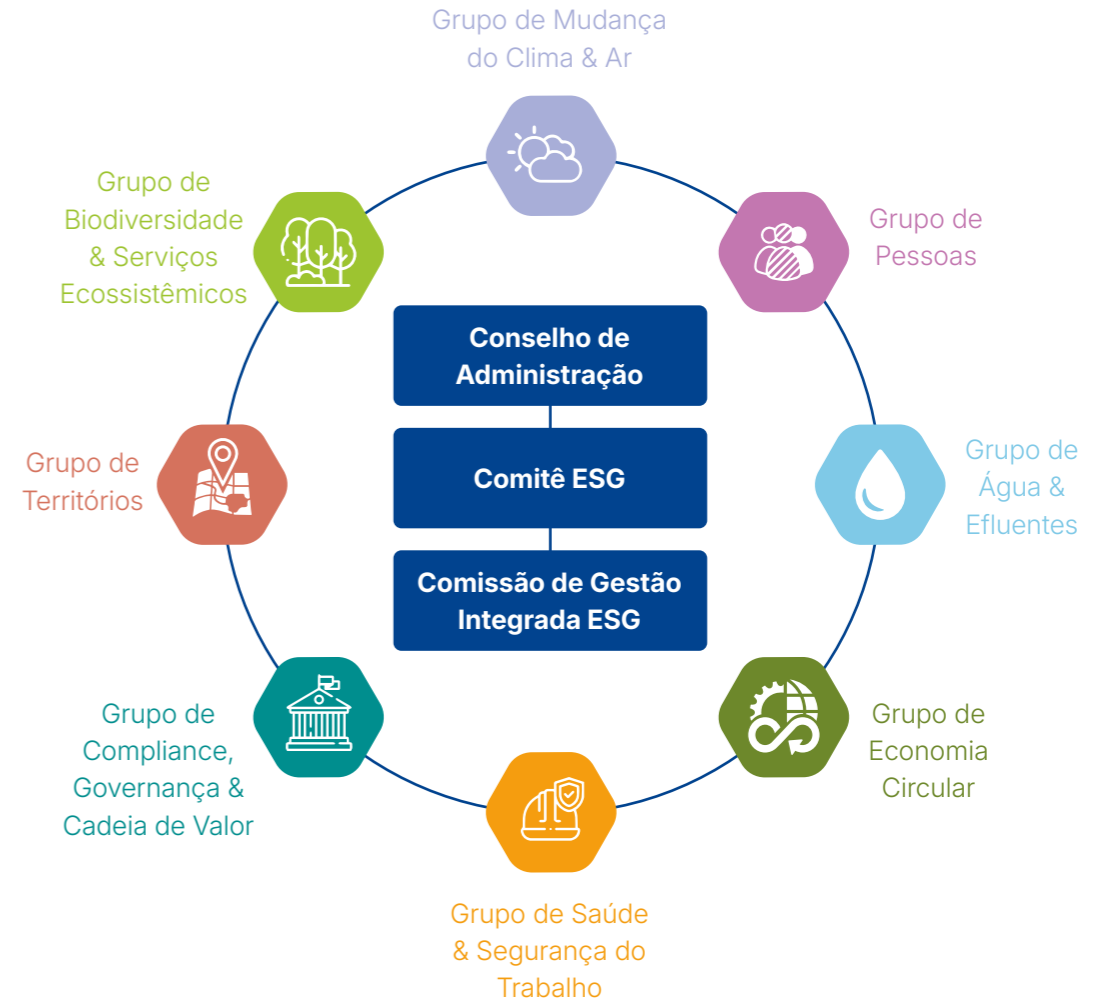 Grupo de Mudança
do Clima & Ar
Grupo de
Biodiversidade
& Serviços
Ecossistêmicos
Grupo de
Pessoas
Conselho de
Administração
Grupo de
Territórios
Comitê ESG
Grupo de
Água &
Efluentes
Comissão de Gestão
Integrada ESG
Grupo de
Compliance,
Governança &
Cadeia de Valor
Grupo de
Economia
Circular
Grupo de Saúde
& Segurança do
Trabalho